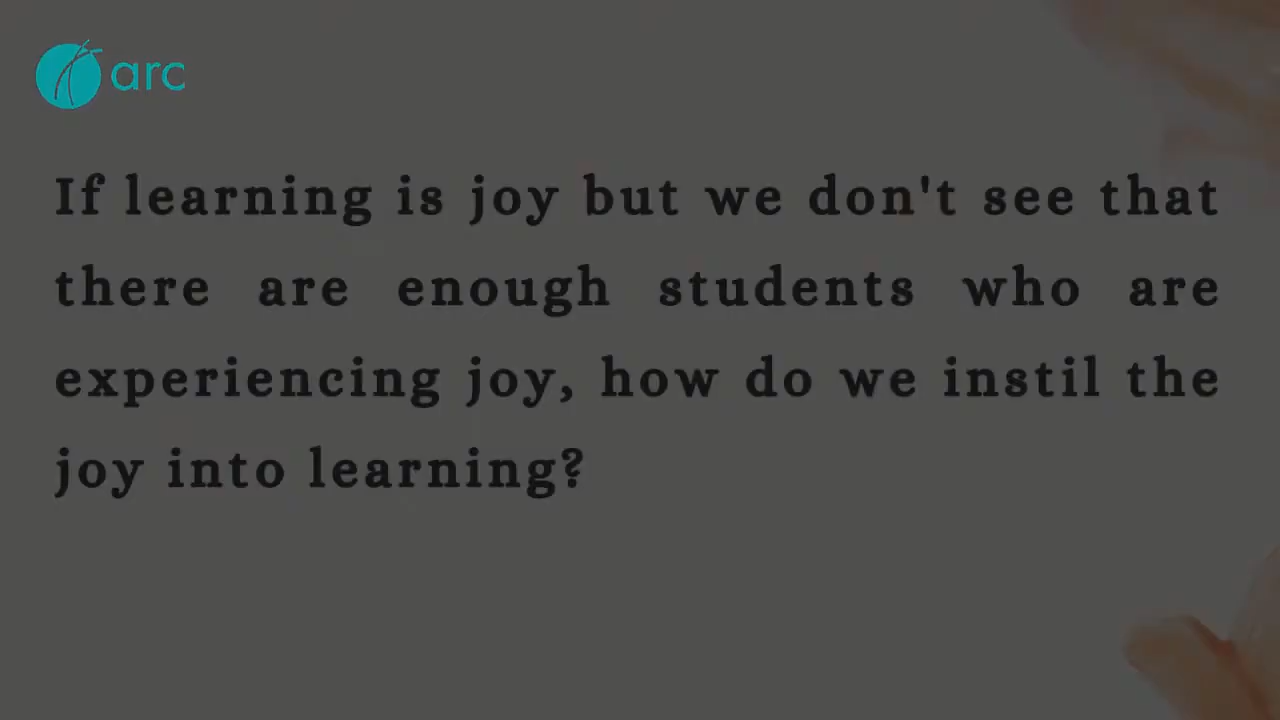 arc
If learning is joy but we don't see that
there are enough students who are
experiencing joy, how do we instil the
joy into learning?